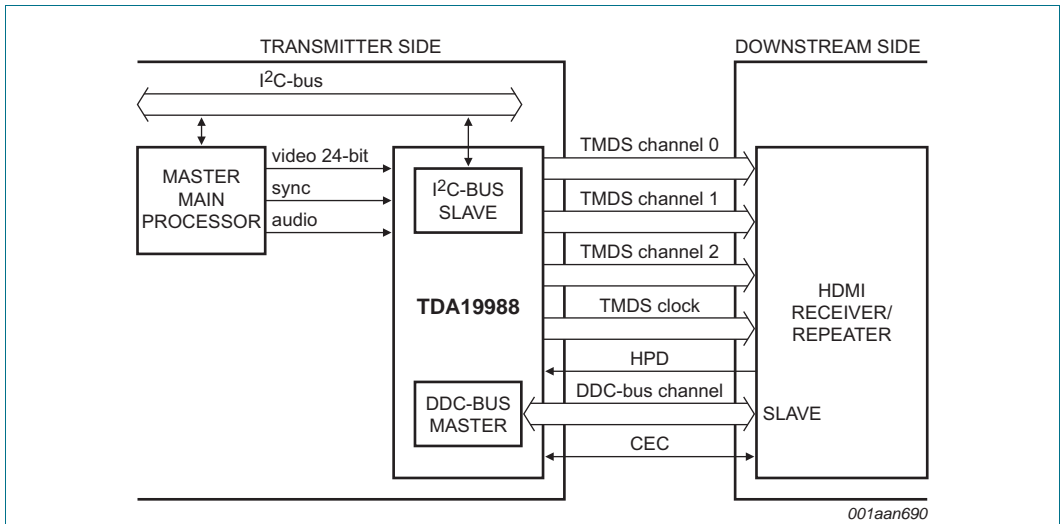 TRANSMITTER SIDE
DOWNSTREAM SIDE
I2C-bus
MASTER
MAIN
PROCESSOR
video 24-bit
sync
audio
I2C-BUS
SLAVE
TDA19988
DDC-BUS
MASTER
TMDS channel 0
TMDS channel 1
TMDS channel 2
TMDS clock
HPD
DDC-bus channel
CEC
HDMI
RECEIVER/
REPEATER
SLAVE
001aan690